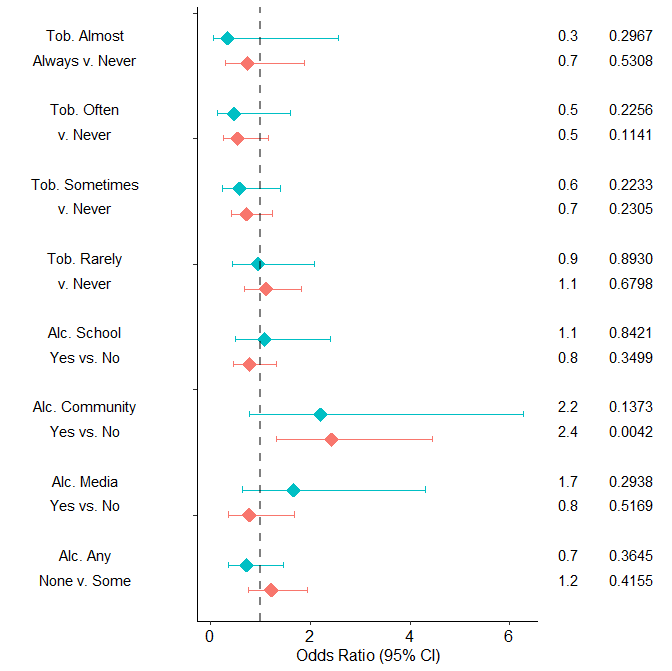 Tob. Almost 0.3 0.2967
Always v. Never 0.7 0.5308
Tob. Often 0.5 0.2256
v. Never 0.5 0.1141
Tob. Sometimes 0.6 0.2233
v. Never 0.7 0.2305
Tob. Rarely 0.9 0.8930
v. Never 1.1 0.6798
Alc. School 1.1 0.8421
Yes vs. No 0.8 0.3499
Alc. Community 2.2 0.1373
Yes vs. No 2.4 0.0042
Alc. Media 1.7 0.2938
Yes vs. No 0.8 0.5169
Alc. Any 0.7 0.3645
None v. Some 1.2 0.4155
0 2 4 6
Odds Ratio (95% CI)